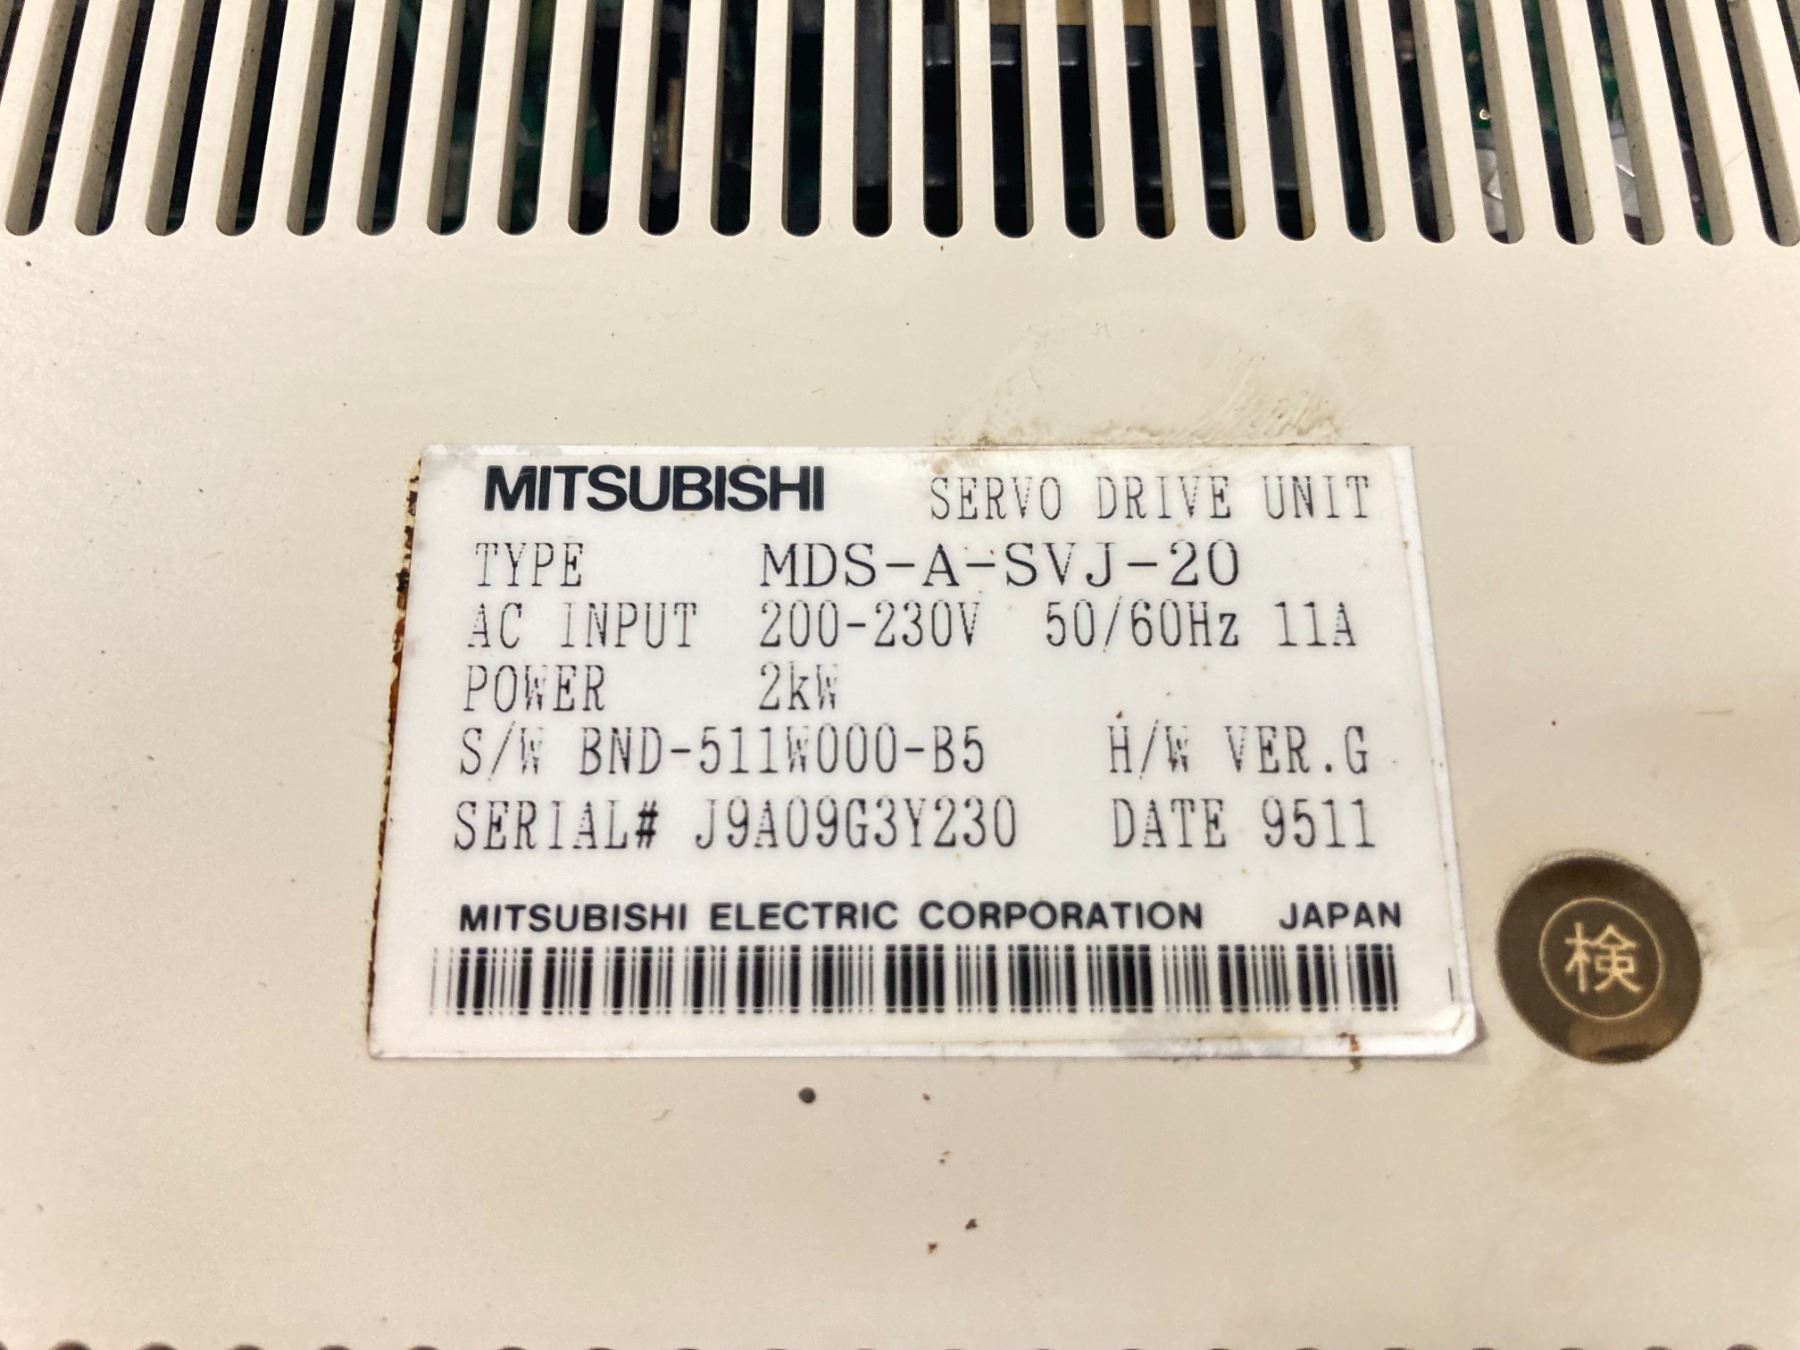 MITSUBISHI SERVO DRIVE UNIT
TYPE MDS-A-SVJ-20
AC INPUT 200-230V 50/60Hz 11A
POWER 2kW
S/W BND-511W000-B5 H/W VER.G
SERIAL# J9A09G3Y230 DATE 9511
MITSUBISHI ELECTRIC CORPORATION JAPAN
検